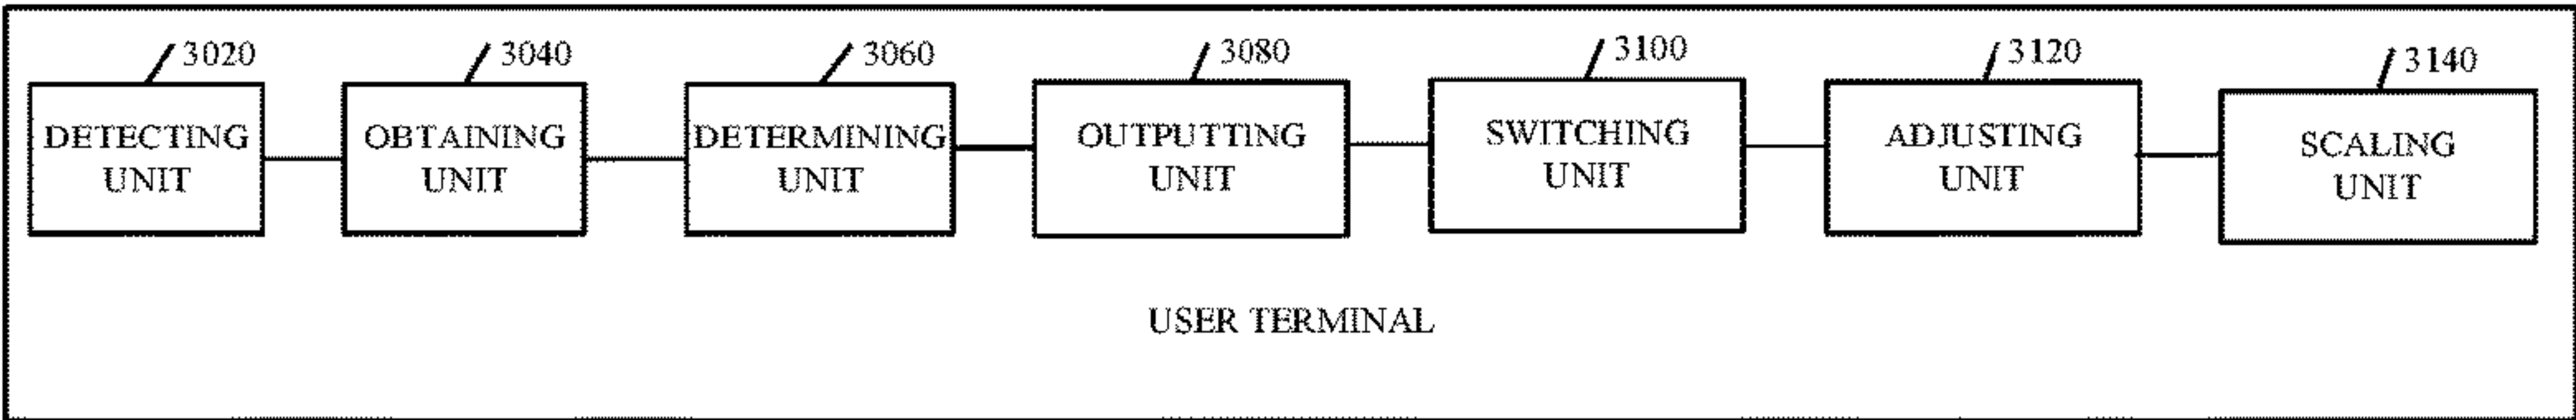 3020
3040
3060
3080
3100
3120
3140
DETECTING
UNIT
OBTAINING
UNIT
DETERMINING
UNIT
OUTPUTTING
UNIT
SWITCHING
UNIT
ADJUSTING
UNIT
SCALING
UNIT
USER TERMINAL